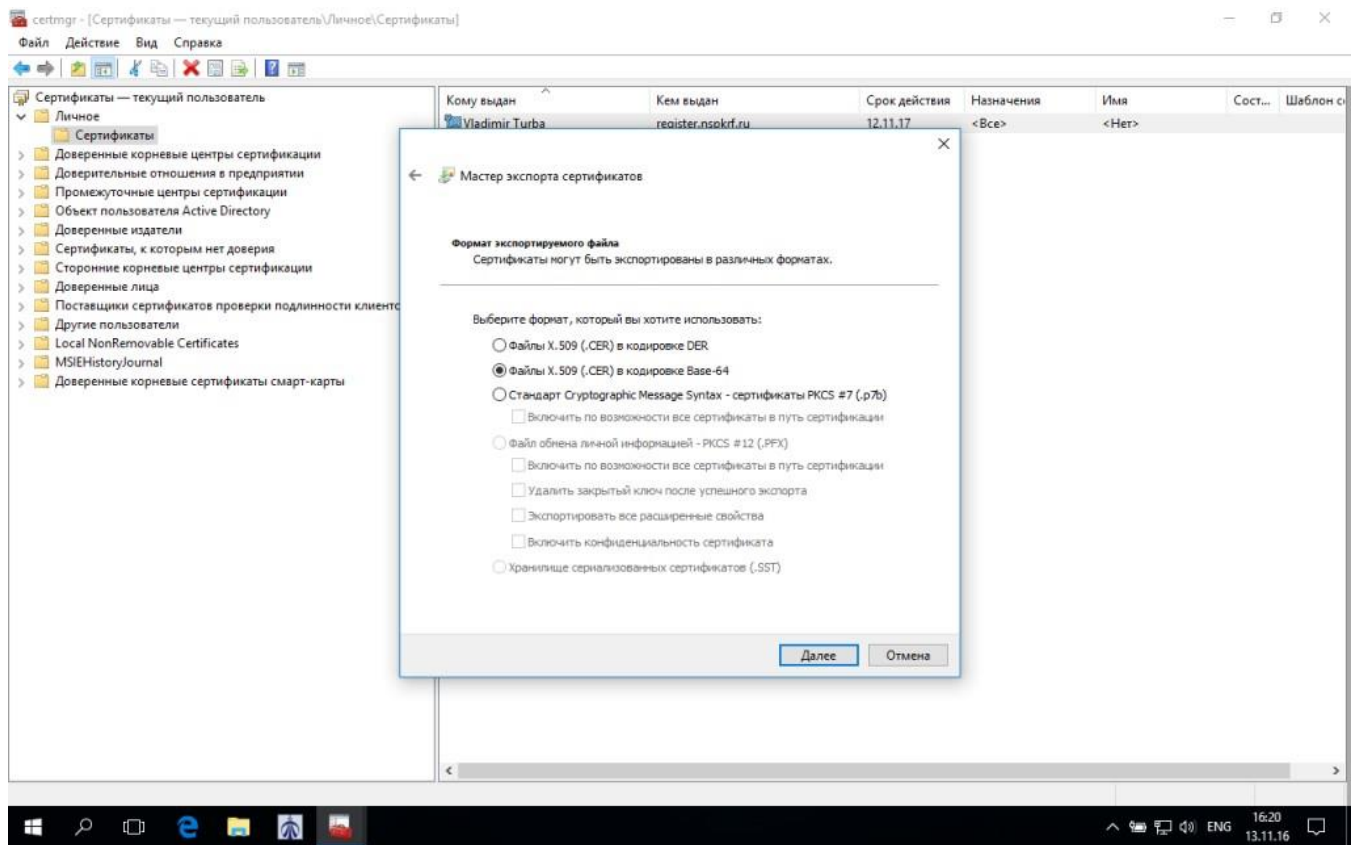 certmgr - [Сертификаты — текущий пользователь\Личное\Сертификаты]
Файл Действие Вид Справка
Сертификаты — текущий пользователь
Личное
Сертификаты
Доверенные корневые центры сертификации
Доверительные отношения в предприятии
Промежуточные центры сертификации
Объект пользователя Active Directory
Доверенные издатели
Сертификаты, к которым нет доверия
Сторонние корневые центры сертификации
Доверенные лица
Поставщики сертификатов проверки подлинности клиентс
Другие пользователи
Local NonRemovable Certificates
MSIEHistoryJournal
Доверенные корневые сертификаты смарт-карты
Кому выдан Кем выдан Срок действия Назначения Имя Сост... Шаблон се
Vladimir Turba register.nspkrf.ru 12.11.17 <Все> <Нет>
Мастер экспорта сертификатов
Формат экспортируемого файла
Сертификаты могут быть экспортированы в различных форматах.
Выберите формат, который вы хотите использовать:
Файлы X.509 (.CER) в кодировке DER
Файлы X.509 (.CER) в кодировке Base-64
Стандарт Cryptographic Message Syntax - сертификаты PKCS #7 (.p7b)
Включить по возможности все сертификаты в путь сертификации
Файл обмена личной информацией - PKCS #12 (.PFX)
Включить по возможности все сертификаты в путь сертификации
Удалить закрытый ключ после успешного экспорта
Экспортировать все расширенные свойства
Включить конфиденциальность сертификата
Хранилище сериализованных сертификатов (.SST)
Далее Отмена
ENG 16:20
13.11.16